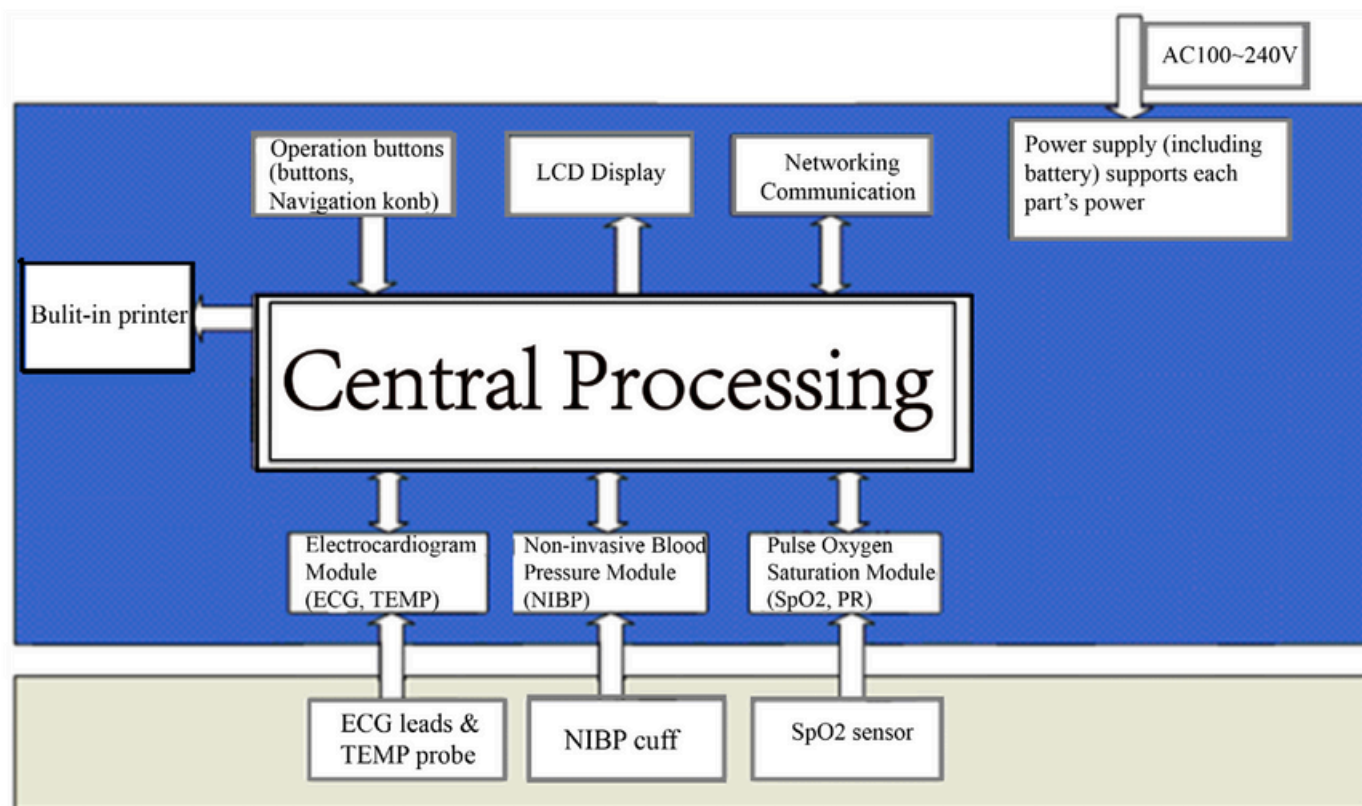 AC100~240V
Operation buttons
(buttons,
Navigation konb)
LCD Display
Networking
Communication
Power supply (including
battery) supports each
part's power
Bulit-in printer
Central Processing
Electrocardiogram
Module
(ECG, TEMP)
Non-invasive Blood
Pressure Module
(NIBP)
Pulse Oxygen
Saturation Module
(SpO2, PR)
ECG leads &
TEMP probe
NIBP cuff
SpO2 sensor